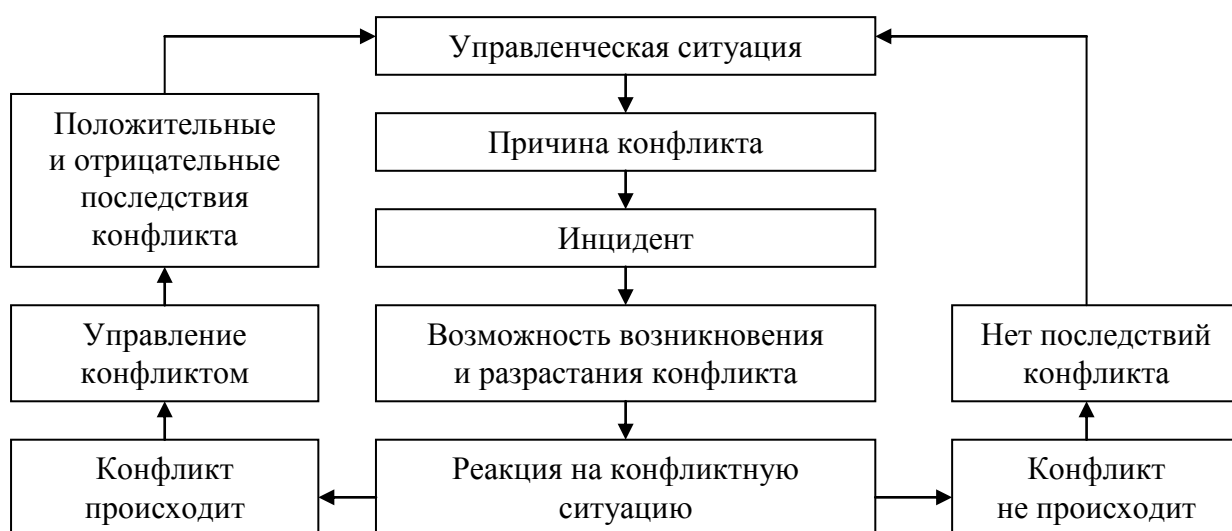 Управленческая ситуация
Положительные
и отрицательные
последствия
конфликта
Причина конфликта
Инцидент
Управление
конфликтом
Возможность возникновения
и разрастания конфликта
Нет последствий
конфликта
Конфликт
происходит
Реакция на конфликтную
ситуацию
Конфликт
не происходит